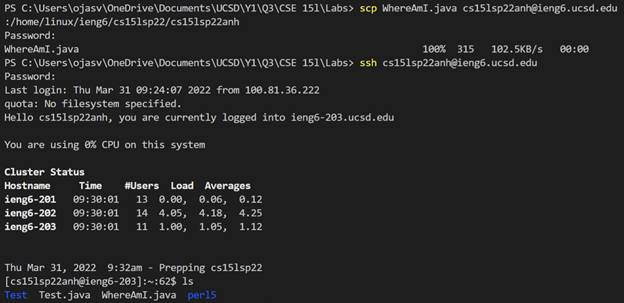 PS C:\Users\ojasv\OneDrive\Documents\UCSD\Y1\Q3\CSE 15l\Labs> scp WhereAmI.java cs15lsp22anh@ieng6.ucsd.edu
:/home/linux/ieng6/cs15lsp22/cs15lsp22anh
Password:
WhereAmI.java 100% 315 102.5KB/s 00:00
PS C:\Users\ojasv\OneDrive\Documents\UCSD\Y1\Q3\CSE 15l\Labs> ssh cs15lsp22anh@ieng6.ucsd.edu
Password:
Last login: Thu Mar 31 09:24:07 2022 from 100.81.36.222
quota: No filesystem specified.
Hello cs15lsp22anh, you are currently logged into ieng6-203.ucsd.edu
You are using 0% CPU on this system
Cluster Status
Hostname Time #Users Load Averages
ieng6-201 09:30:01 13 0.00, 0.06, 0.12
ieng6-202 09:30:01 14 4.05, 4.18, 4.25
ieng6-203 09:30:01 11 1.00, 1.05, 1.12
Thu Mar 31, 2022 9:32am - Prepping cs15lsp22
[cs15lsp22anh@ieng6-203]:~:62$ ls
Test Test.java WhereAmI.java perl5